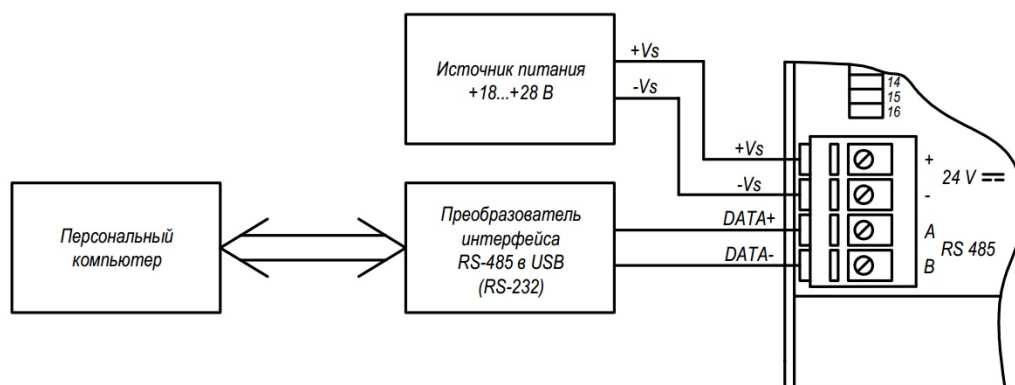 Источник питания
+18...+28 В
+Vs
-Vs
14
15
16
+Vs
-Vs
DATA+
DATA-
+
-
24 V
A
B
RS 485
Персональный
компьютер
Преобразователь
интерфейса
RS-485 в USB
(RS-232)